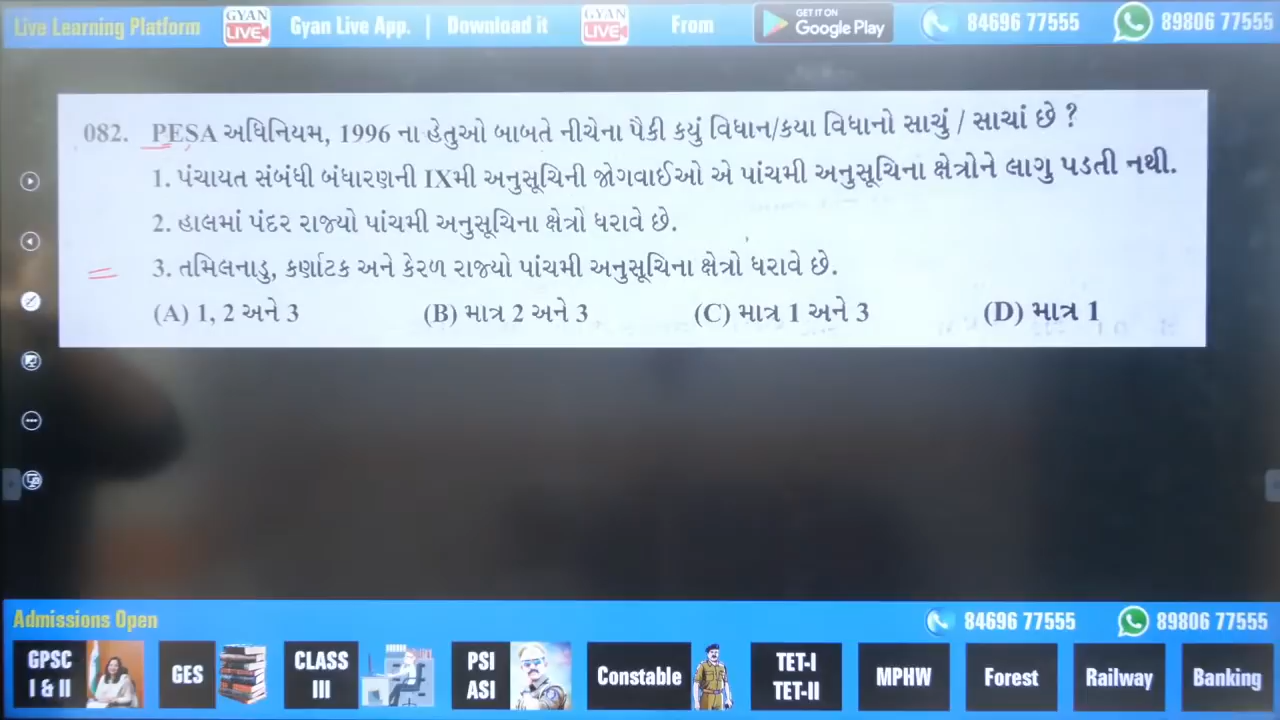 Live Learning Platform GYAN LIVE Gyan Live App. | Download it GYAN LIVE From GET IT ON Google Play 84696 77555 89806 77555
082. PESA અધિનિયમ, 1996 ના હેતુઓ બાબતે નીચેના પૈકી કયું વિધાન/કયા વિધાનો સાચું / સાચાં છે ?
1. પંચાયત સંબંધી બંધારણની IXમી અનુસૂચિની જોગવાઈઓ એ પાંચમી અનુસૂચિના ક્ષેત્રોને લાગુ પડતી નથી.
2. હાલમાં પંદર રાજ્યો પાંચમી અનુસૂચિના ક્ષેત્રો ધરાવે છે.
3. તમિલનાડુ, કર્ણાટક અને કેરળ રાજ્યો પાંચમી અનુસૂચિના ક્ષેત્રો ધરાવે છે.
(A) 1, 2 અને 3 (B) માત્ર 2 અને 3 (C) માત્ર 1 અને 3 (D) માત્ર 1
Admissions Open 84696 77555 89806 77555
GPSC I & II GES CLASS III PSI ASI Constable TET-I TET-II MPHW Forest Railway Banking